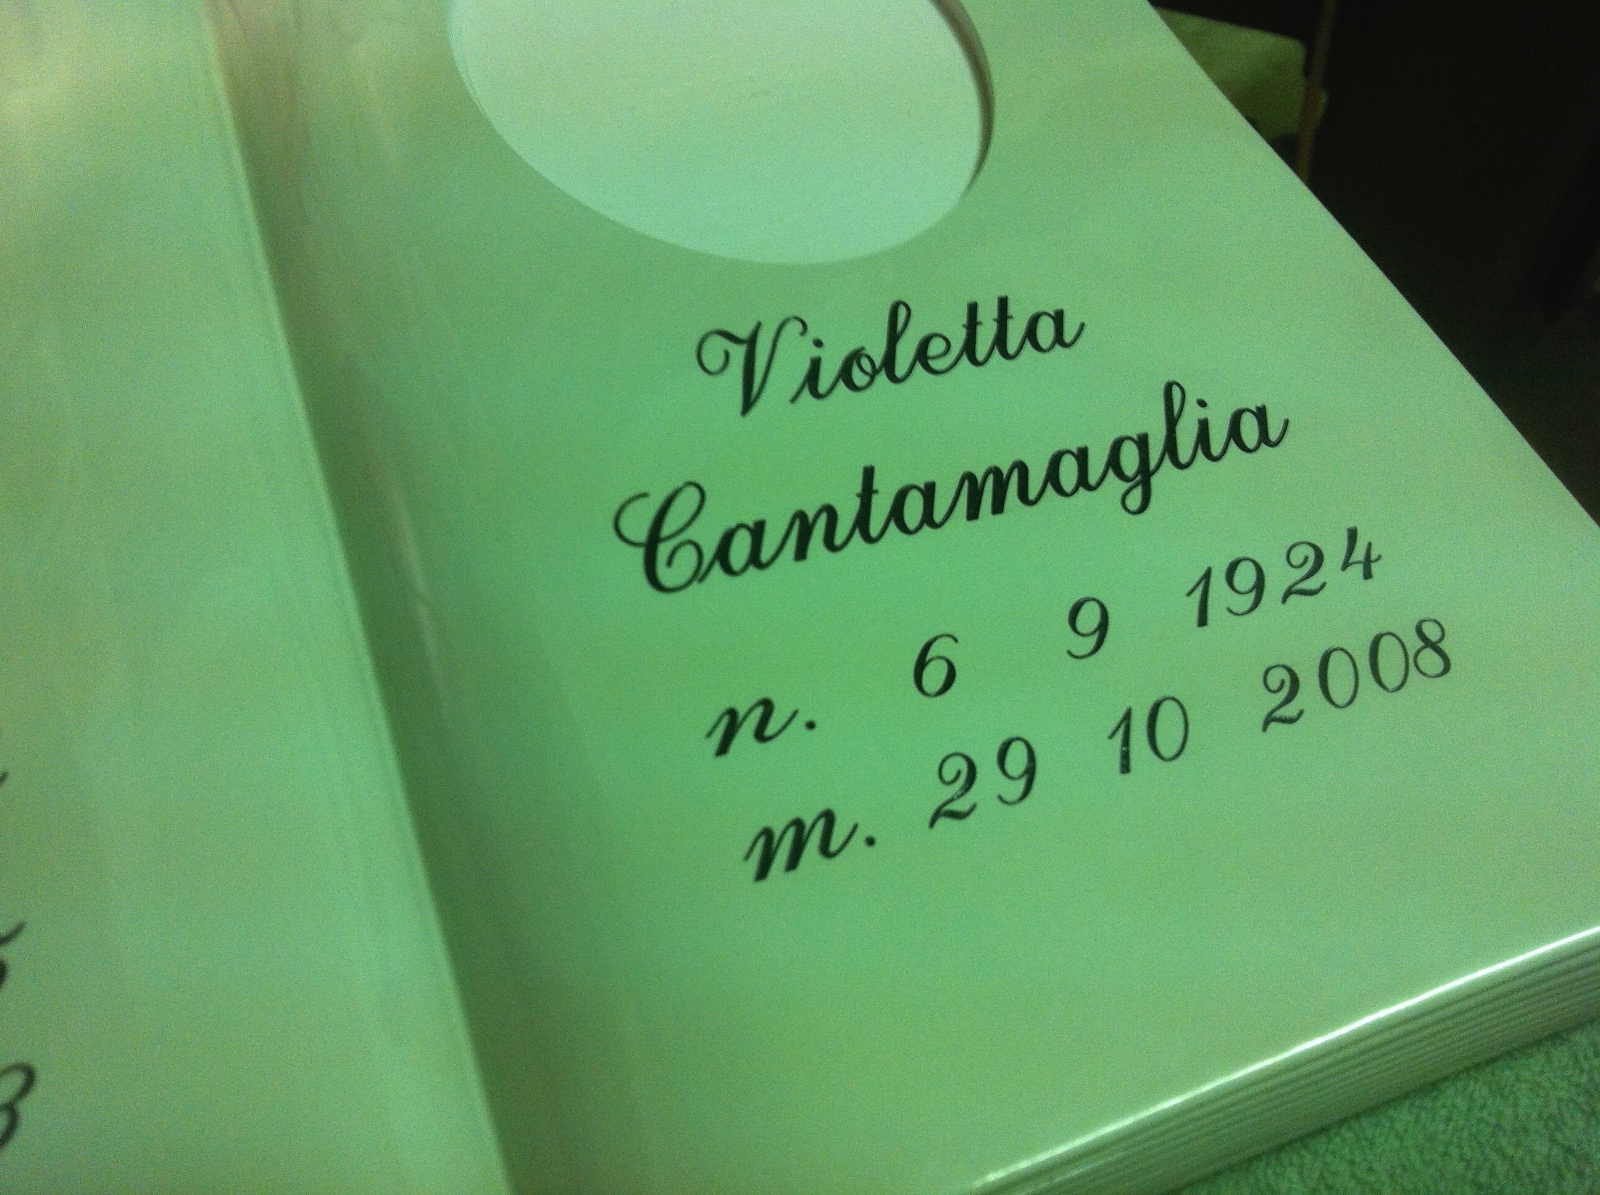 Violetta
Cantamaglia
n. 6 9 1924
m. 29 10 2008